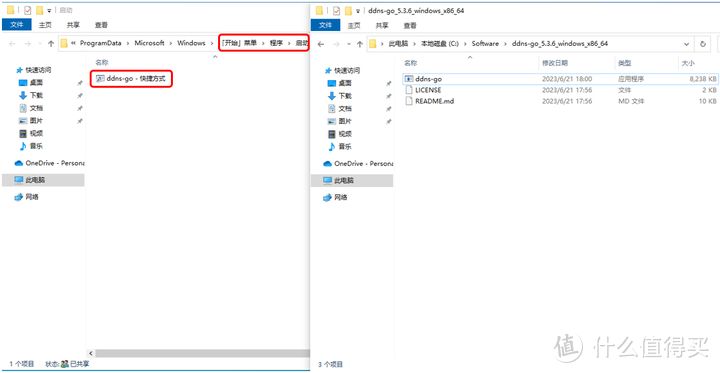 启动
文件
主页
共享
查看
« ProgramData > Microsoft > Windows > 「开始」菜单 > 程序 > 启动
名称
快速访问
桌面
下载
文档
图片
视频
音乐
OneDrive - Persona
此电脑
网络
ddns-go - 快捷方式
1 个项目
状态: 已共享
ddns-go_5.3.6_windows_x86_64
文件
主页
共享
查看
此电脑 > 本地磁盘 (C:) > Software > ddns-go_5.3.6_windows_x86_64
名称 修改日期 类型 大小
快速访问
桌面
下载
文档
图片
视频
音乐
OneDrive - Persona
此电脑
网络
ddns-go 2023/6/21 18:00 应用程序 8,238 KB
LICENSE 2023/6/21 17:56 文件 2 KB
README.md 2023/6/21 17:56 MD 文件 10 KB
3 个项目
值 什么值得买